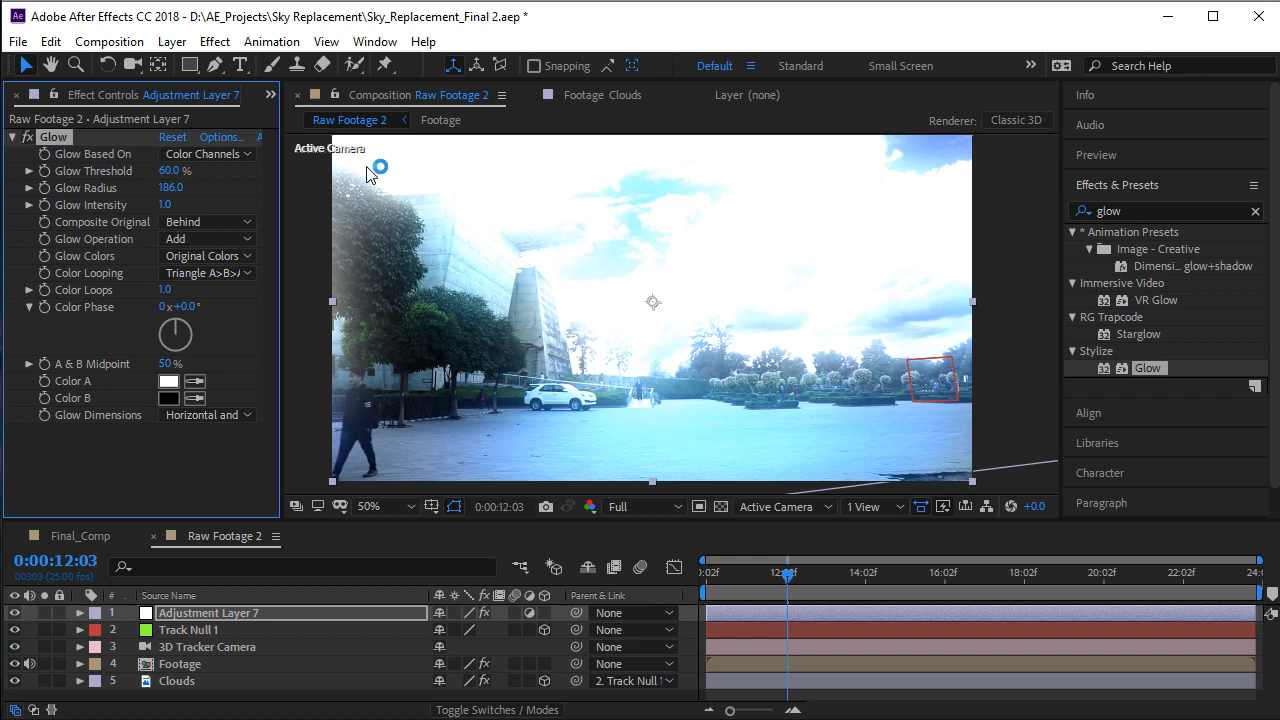 Ae Adobe After Effects CC 2018 - D:\AE_Projects\Sky Replacement\Sky_Replacement_Final 2.aep *
File Edit Composition Layer Effect Animation View Window Help
Snapping Default Standard Small Screen Search Help
Effect Controls Adjustment Layer 7
Raw Footage 2 • Adjustment Layer 7
fx Glow Reset Options... A
Glow Based On Color Channels
Glow Threshold 60.0 %
Glow Radius 186.0
Glow Intensity 1.0
Composite Original Behind
Glow Operation Add
Glow Colors Original Colors
Color Looping Triangle A>B>A
Color Loops 1.0
Color Phase 0 x +0.0°
A & B Midpoint 50 %
Color A
Color B
Glow Dimensions Horizontal and
Composition Raw Footage 2 Footage Clouds Layer (none)
Raw Footage 2 Footage Renderer: Classic 3D
Active Camera
50% 0:00:12:03 Full Active Camera 1 View +0.0
Info
Audio
Preview
Effects & Presets
glow
* Animation Presets
Image - Creative
Dimensi... glow+shadow
Immersive Video
32 VR Glow
RG Trapcode
32 Starglow
Stylize
32 Glow
Align
Libraries
Character
Paragraph
Final_Comp Raw Footage 2
0:00:12:03
00303 (25.00 fps)
:02f 12:02f 14:02f 16:02f 18:02f 20:02f 22:02f 24:0
# Source Name fx Parent & Link
1 Adjustment Layer 7 fx None
2 Track Null 1 None
3 3D Tracker Camera None
4 Footage fx None
5 Clouds fx 2. Track Null 1
Toggle Switches / Modes